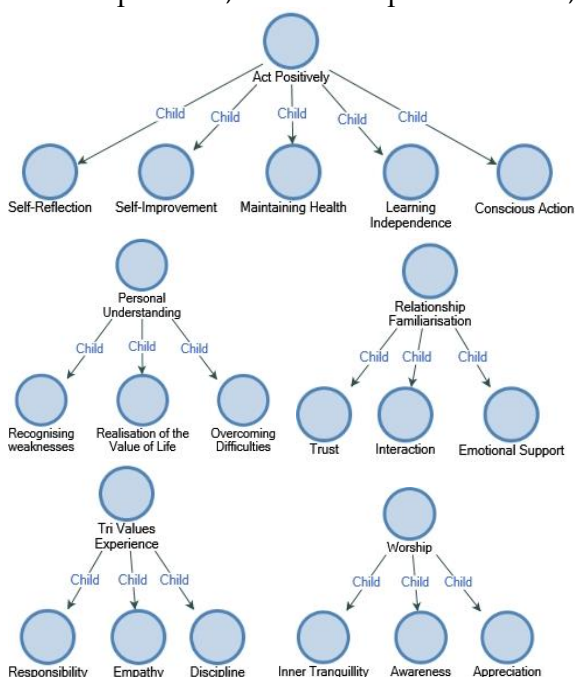 Act Positively
Child Child Child Child Child
Self-Reflection Self-Improvement Maintaining Health Learning Independence Conscious Action
Personal Understanding
Child Child Child
Recognising weaknesses Realisation of the Value of Life Overcoming Difficulties
Relationship Familiarisation
Child Child Child
Trust Interaction Emotional Support
Tri Values Experience
Child Child Child
Responsibility Empathy Discipline
Worship
Child Child Child
Inner Tranquillity Awareness Appreciation